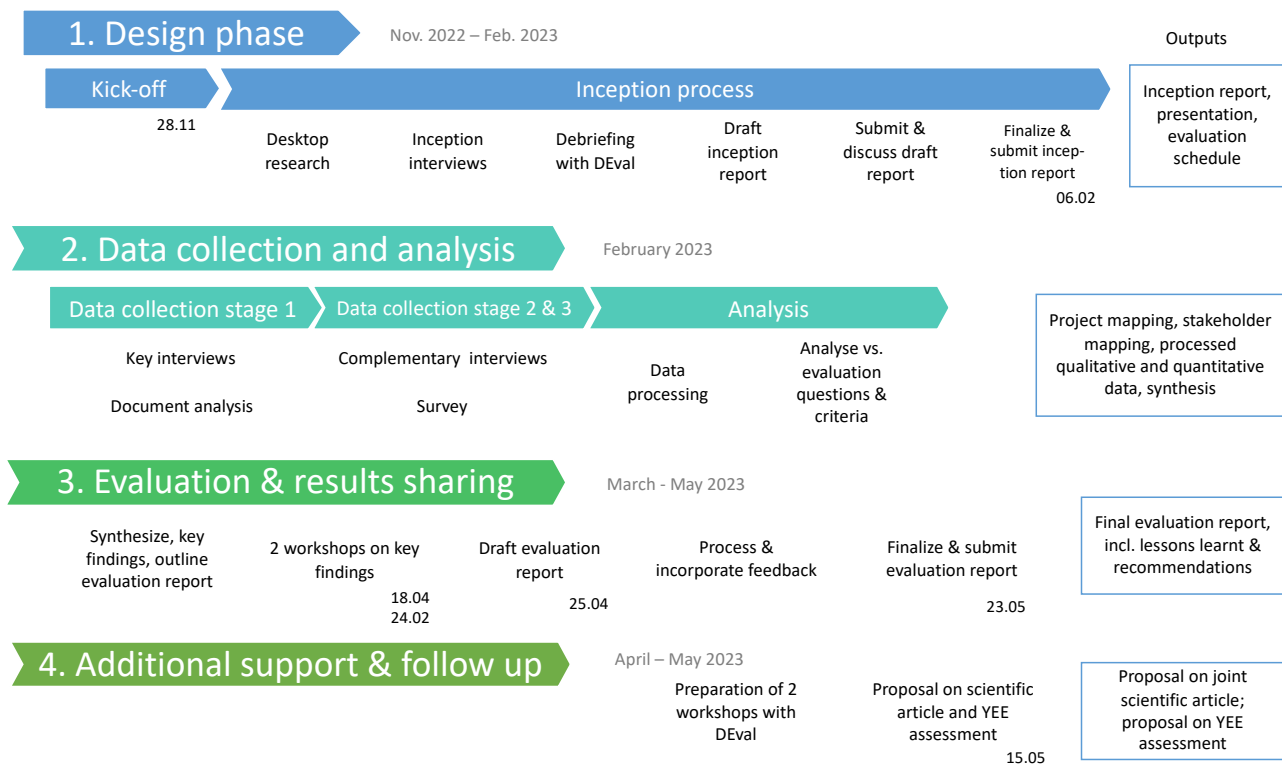 1. Design phase
Nov. 2022 – Feb. 2023
Outputs
Kick-off
Inception process
28.11
Desktop
research
Inception
interviews
Debriefing
with DEval
Draft
inception
report
Submit &
discuss draft
report
Finalize &
submit incep-
tion report
06.02
Inception report,
presentation,
evaluation
schedule
2. Data collection and analysis
February 2023
Data collection stage 1
Data collection stage 2 & 3
Analysis
Key interviews
Document analysis
Complementary interviews
Survey
Data
processing
Analyse vs.
evaluation
questions &
criteria
Project mapping, stakeholder
mapping, processed
qualitative and quantitative
data, synthesis
3. Evaluation & results sharing
March - May 2023
Synthesize, key
findings, outline
evaluation report
2 workshops on key
findings
18.04
24.02
Draft evaluation
report
25.04
Process &
incorporate feedback
Finalize & submit
evaluation report
23.05
Final evaluation report,
incl. lessons learnt &
recommendations
4. Additional support & follow up
April – May 2023
Preparation of 2
workshops with
DEval
Proposal on scientific
article and YEE
assessment
15.05
Proposal on joint
scientific article;
proposal on YEE
assessment